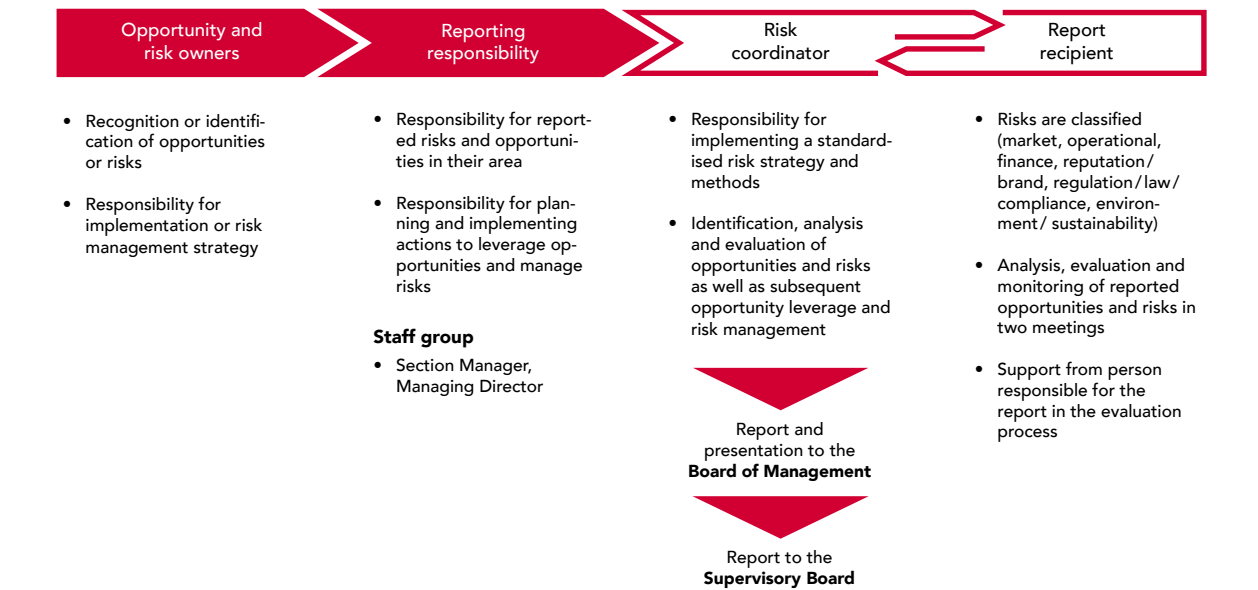 Opportunity and
risk owners
Reporting
responsibility
Risk
coordinator
Report
recipient
• Recognition or identifi-
cation of opportunities
or risks
• Responsibility for
implementation or risk
management strategy
• Responsibility for report-
ed risks and opportuni-
ties in their area
• Responsibility for plan-
ning and implementing
actions to leverage op-
portunities and manage
risks
Staff group
• Section Manager,
Managing Director
• Responsibility for
implementing a standard-
ised risk strategy and
methods
• Identification, analysis
and evaluation of
opportunities and risks
as well as subsequent
opportunity leverage and
risk management
Report and
presentation to the
Board of Management
Report to the
Supervisory Board
• Risks are classified
(market, operational,
finance, reputation/
brand, regulation/law/
compliance, environ-
ment/ sustainability)
• Analysis, evaluation and
monitoring of reported
opportunities and risks in
two meetings
• Support from person
responsible for the
report in the evaluation
process